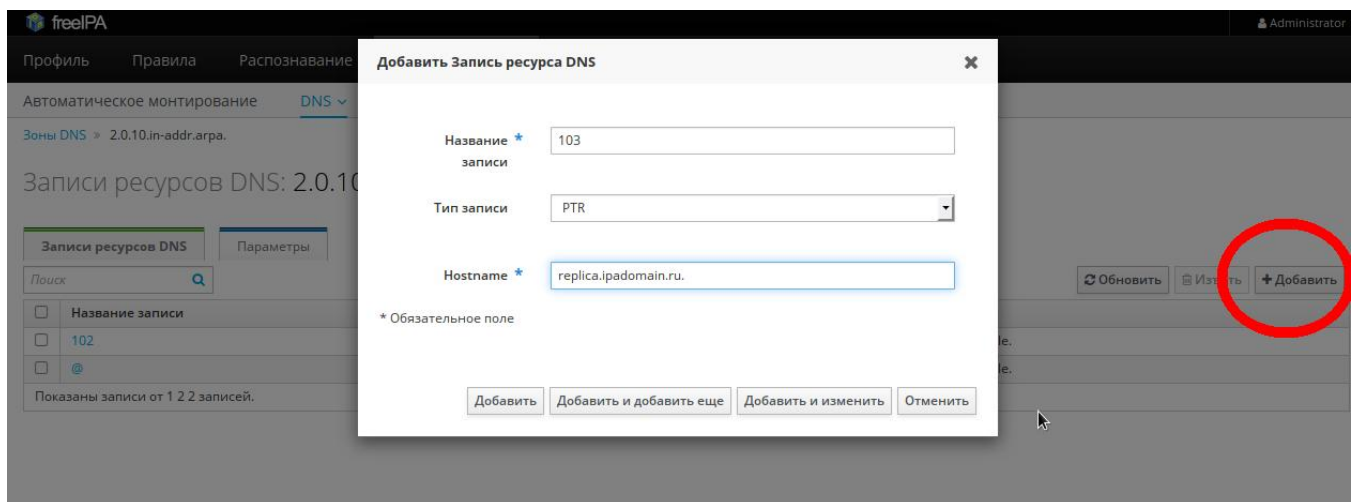 freeIPA
Administrator
Профиль Правила Распознавание
Автоматическое монтирование DNS
Зоны DNS » 2.0.10.in-addr.arpa.
Записи ресурсов DNS: 2.0.10
Записи ресурсов DNS Параметры
Поиск
Обновить Добавить
Название записи
102
le.
@
le.
Показаны записи от 1 2 2 записей.
Добавить Запись ресурса DNS
Название *
записи
103
Тип записи PTR
Hostname * replica.ipadomain.ru.
* Обязательное поле
Добавить Добавить и добавить еще Добавить и изменить Отменить